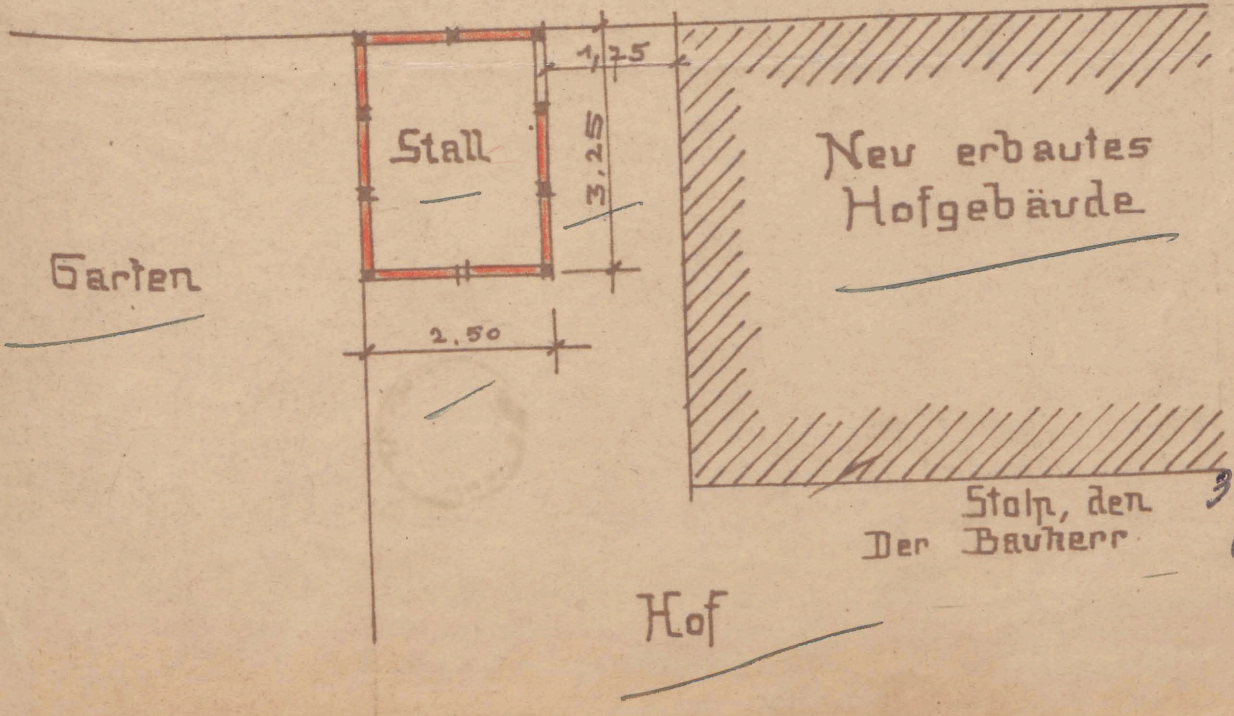 1,75
Stall
3,25
Neu erbautes
Hofgebäude
Garten
2,50
Stolp, den
Der Bauherr
Hof